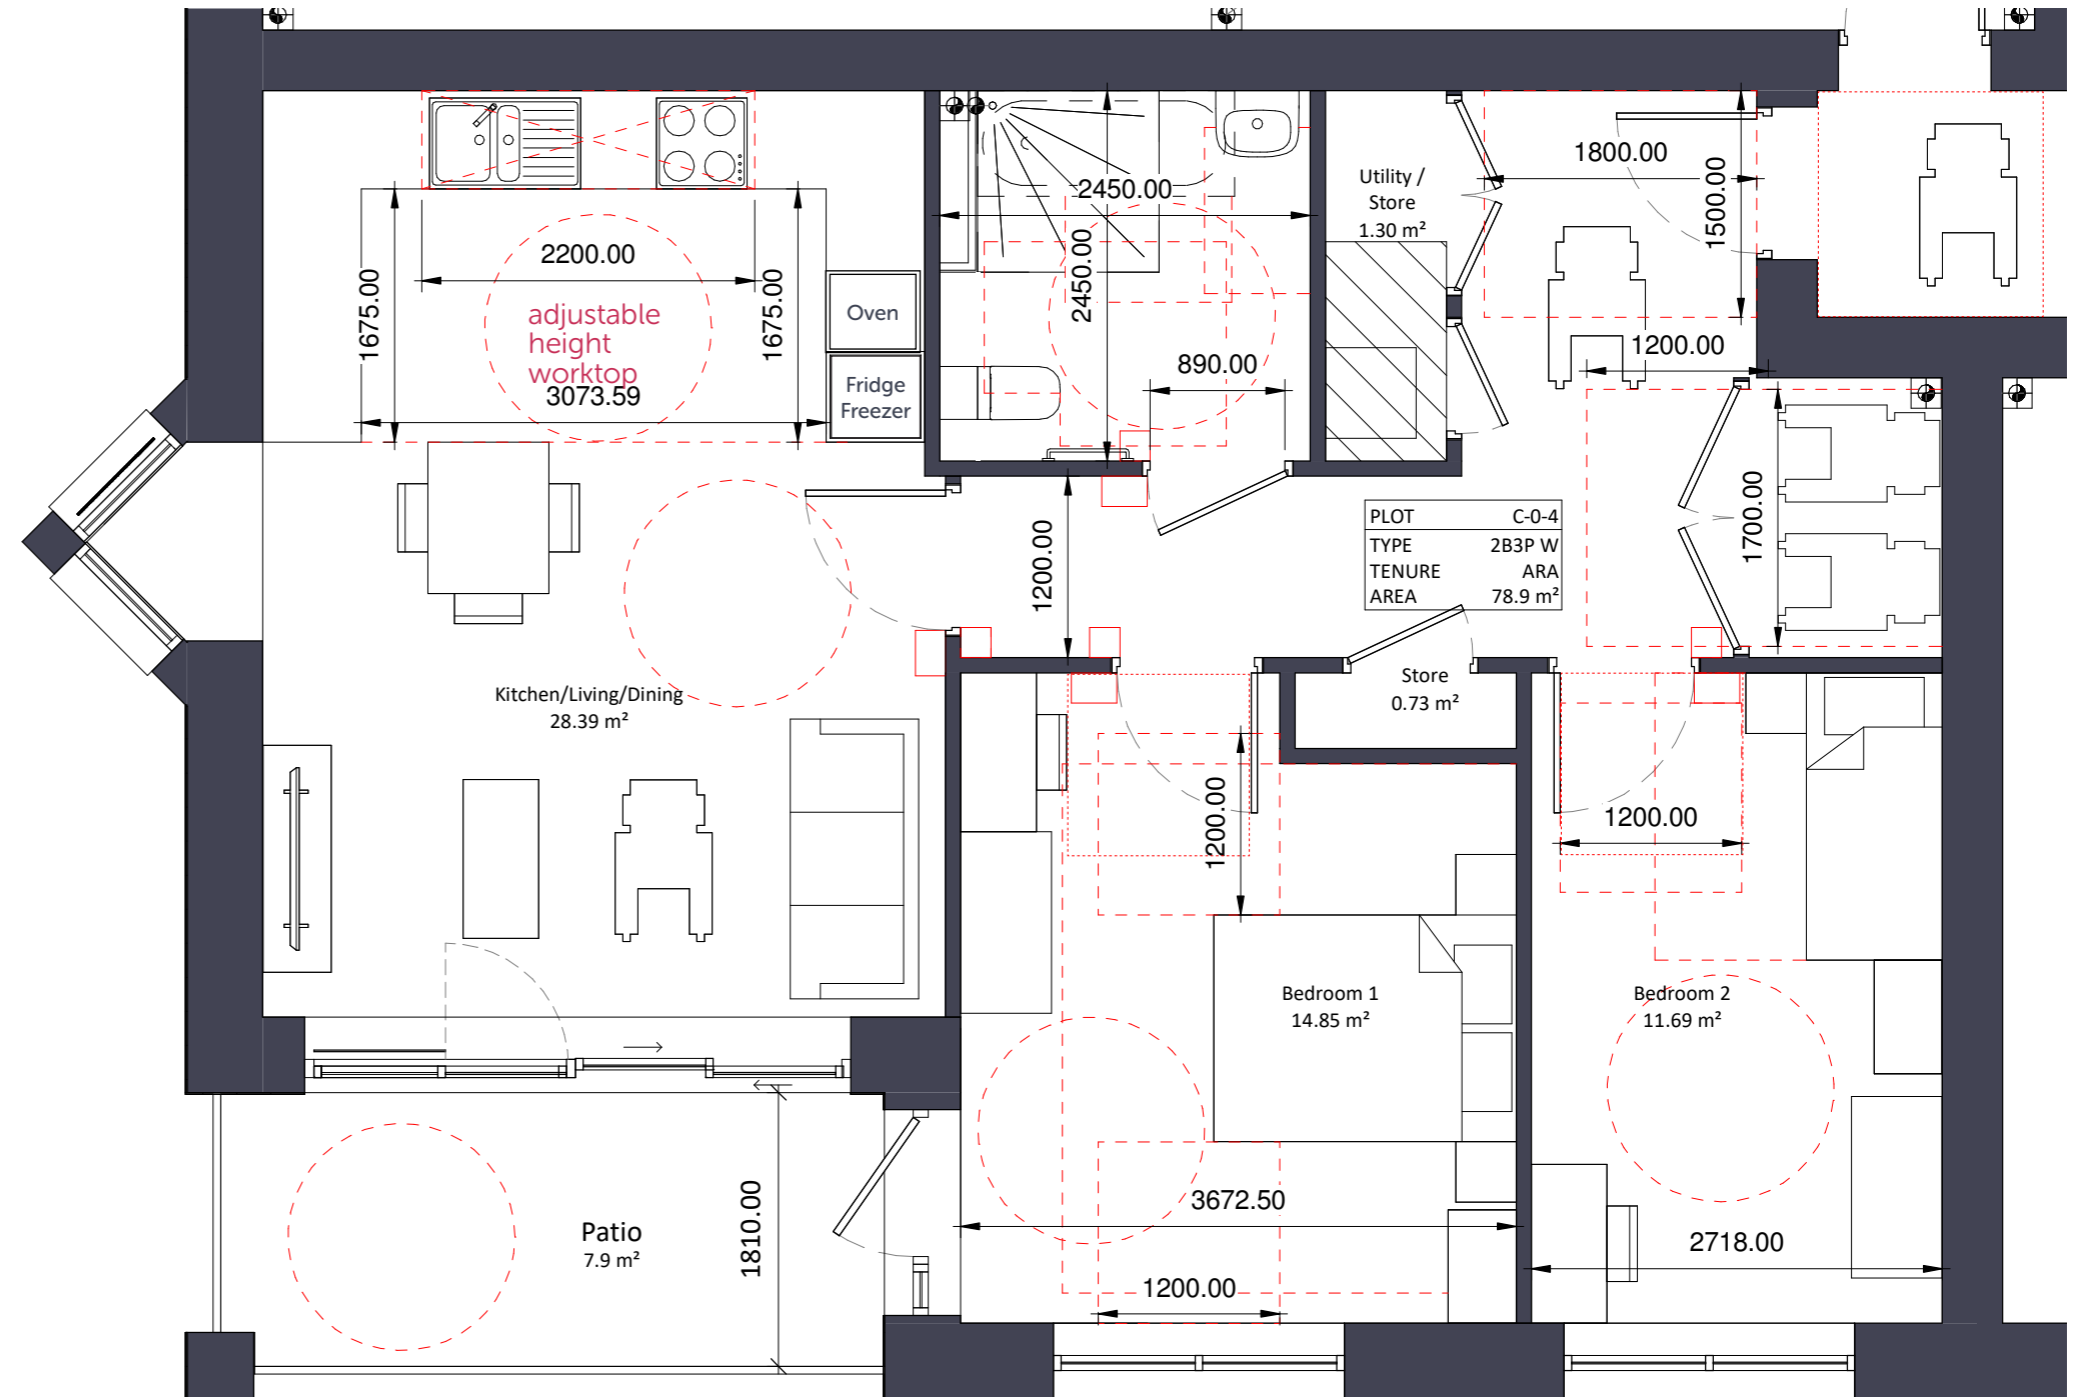 2450.00
2450.00
890.00
Utility /
Store
1.30 m²
1800.00
1500.00
1200.00
2200.00
1675.00
1675.00
adjustable
height
worktop
3073.59
Oven
Fridge
Freezer
1200.00
PLOT C-0-4
TYPE 2B3P W
TENURE ARA
AREA 78.9 m²
1700.00
Kitchen/Living/Dining
28.39 m²
Store
0.73 m²
1200.00
1200.00
Bedroom 1
14.85 m²
Bedroom 2
11.69 m²
Patio
7.9 m²
1810.00
3672.50
1200.00
2718.00